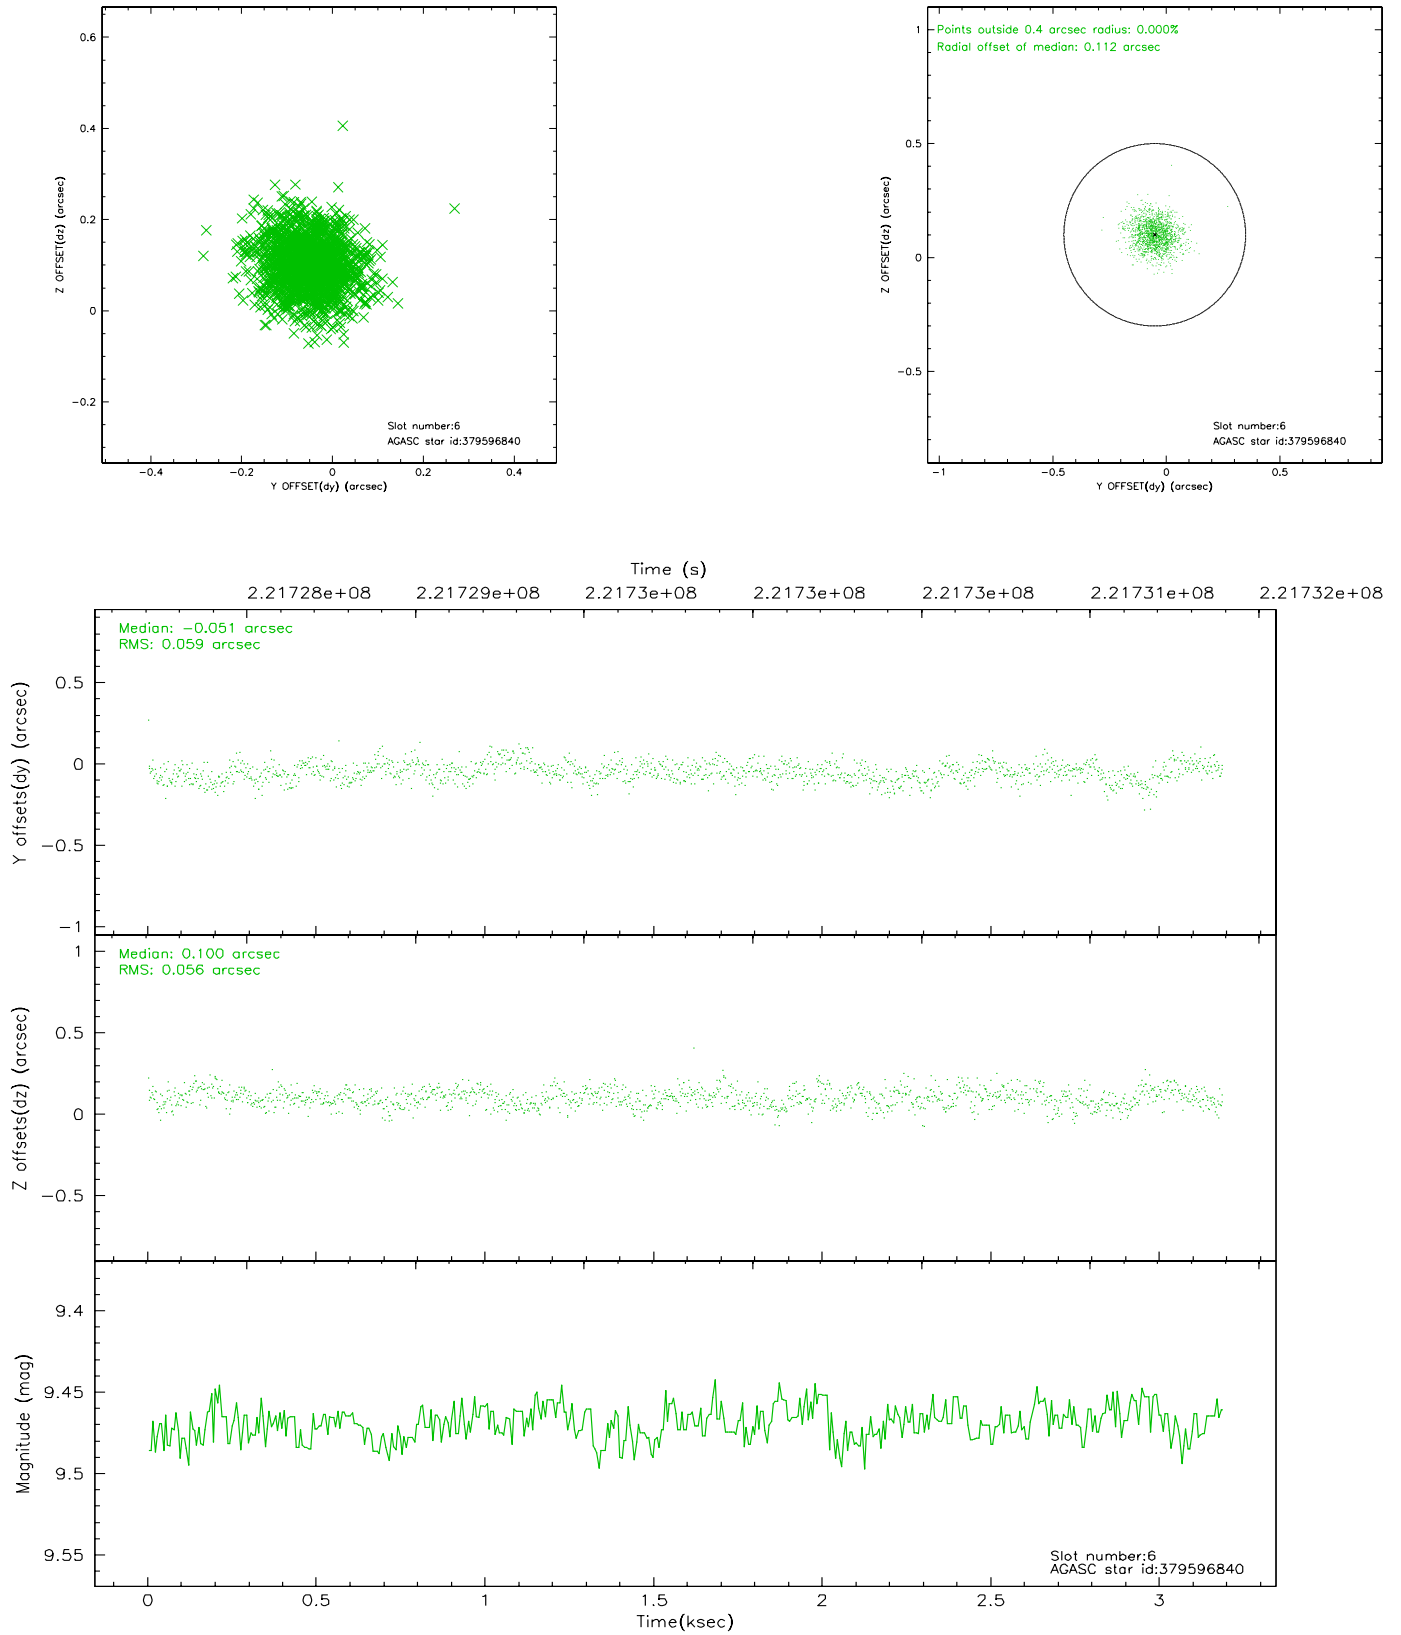 0.6
0.4
0.2
0
−0.2
Z OFFSET(dz) (arcsec)
Slot number:6
AGASC star id:379596840
−0.4 −0.2 0 0.2 0.4
Y OFFSET(dy) (arcsec)
Points outside 0.4 arcsec radius: 0.000%
Radial offset of median: 0.112 arcsec
1
0.5
0
−0.5
Z OFFSET(dz) (arcsec)
Slot number:6
AGASC star id:379596840
−1 −0.5 0 0.5
Y OFFSET(dy) (arcsec)
Time (s)
2.21728e+08 2.21729e+08 2.2173e+08 2.2173e+08 2.2173e+08 2.21731e+08 2.21732e+08
Median: −0.051 arcsec
RMS: 0.059 arcsec
0.5
0
−0.5
−1
Y offsets(dy) (arcsec)
Median: 0.100 arcsec
RMS: 0.056 arcsec
1
0.5
0
−0.5
Z offsets(dz) (arcsec)
9.4
9.45
9.5
9.55
Magnitude (mag)
Slot number:6
AGASC star id:379596840
0 0.5 1 1.5 2 2.5 3
Time(ksec)